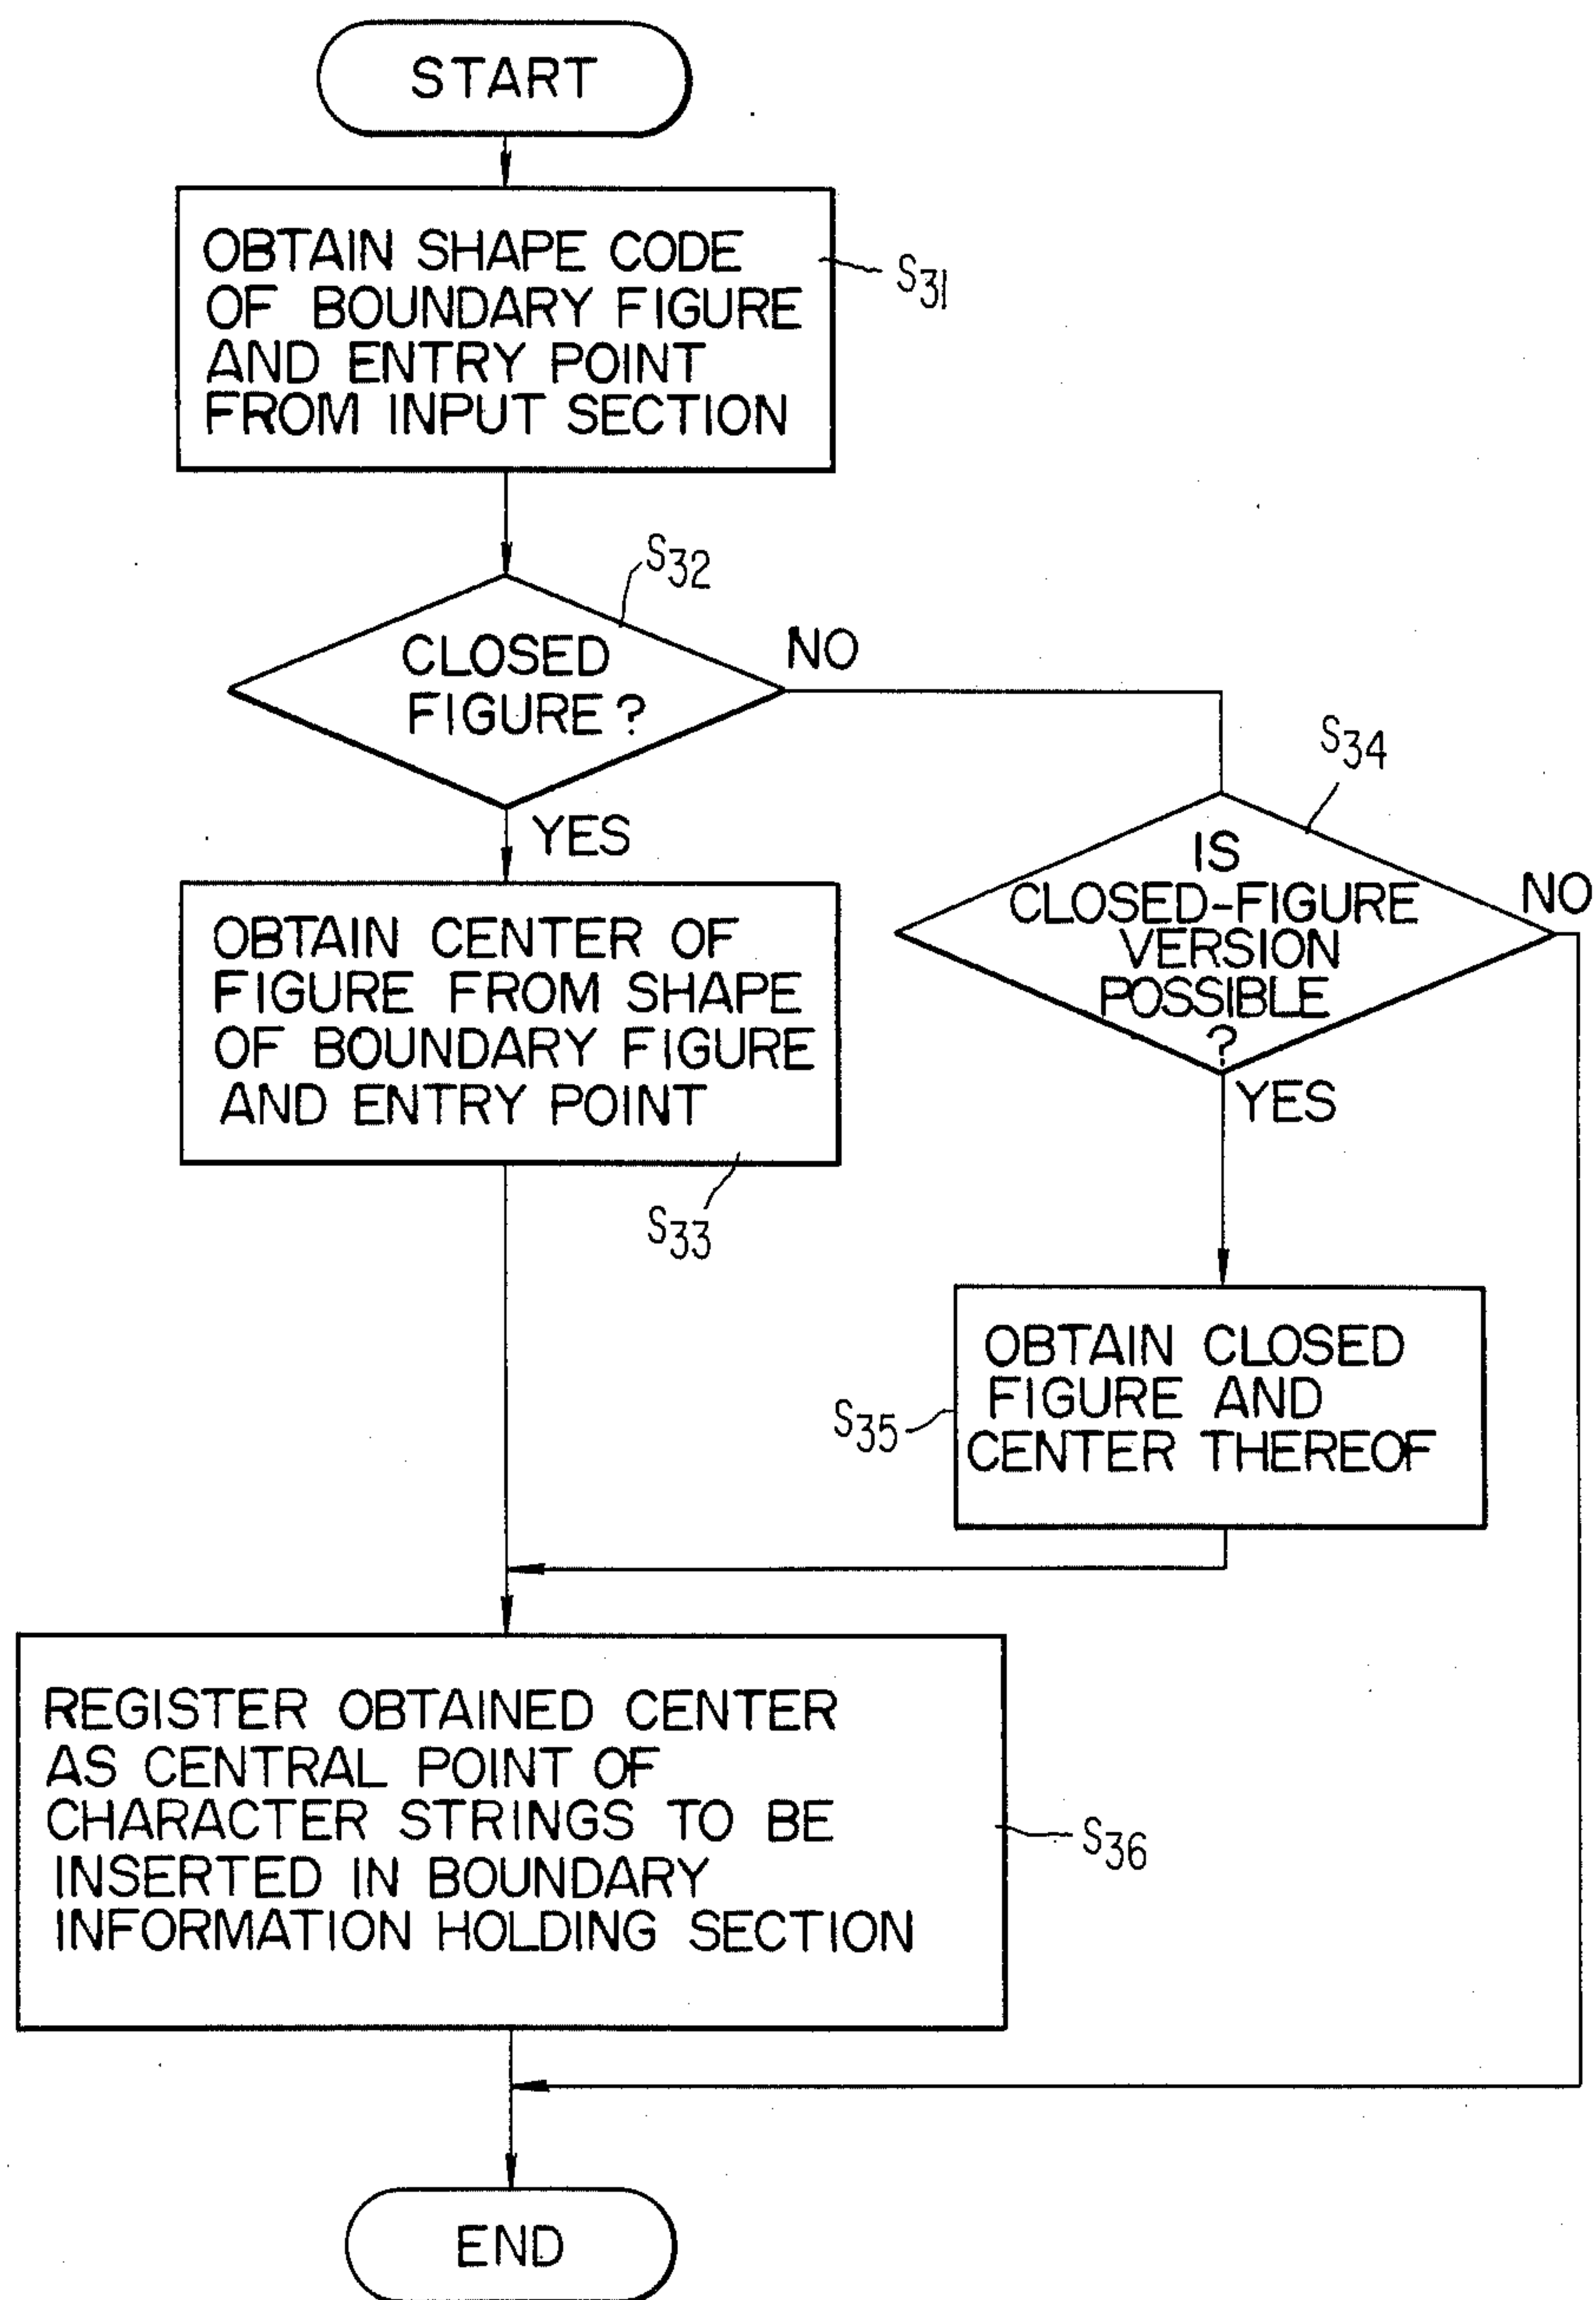 START
OBTAIN SHAPE CODE
OF BOUNDARY FIGURE
AND ENTRY POINT
FROM INPUT SECTION
S31
S32
CLOSED
FIGURE?
NO
YES
OBTAIN CENTER OF
FIGURE FROM SHAPE
OF BOUNDARY FIGURE
AND ENTRY POINT
S33
S34
IS
CLOSED-FIGURE
VERSION
POSSIBLE
?
NO
YES
OBTAIN CLOSED
FIGURE AND
CENTER THEREOF
S35
REGISTER OBTAINED CENTER
AS CENTRAL POINT OF
CHARACTER STRINGS TO BE
INSERTED IN BOUNDARY
INFORMATION HOLDING SECTION
S36
END